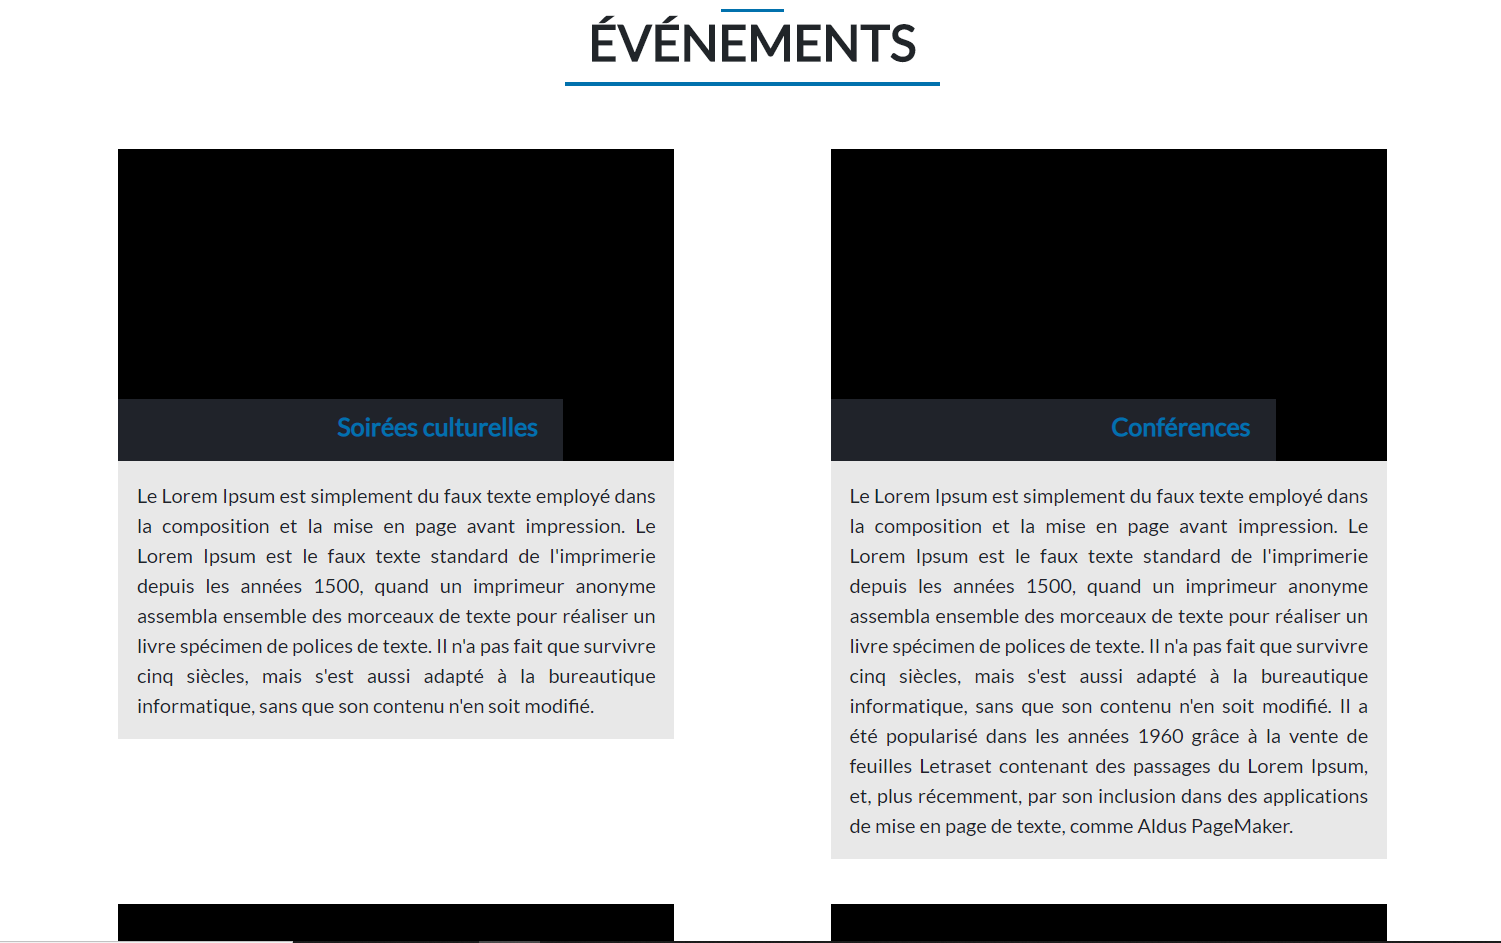 ÉVÉNEMENTS
Soirées culturelles
Le Lorem Ipsum est simplement du faux texte employé dans
la composition et la mise en page avant impression. Le
Lorem Ipsum est le faux texte standard de l'imprimerie
depuis les années 1500, quand un imprimeur anonyme
assembla ensemble des morceaux de texte pour réaliser un
livre spécimen de polices de texte. Il n'a pas fait que survivre
cinq siècles, mais s'est aussi adapté à la bureautique
informatique, sans que son contenu n'en soit modifié.
Conférences
Le Lorem Ipsum est simplement du faux texte employé dans
la composition et la mise en page avant impression. Le
Lorem Ipsum est le faux texte standard de l'imprimerie
depuis les années 1500, quand un imprimeur anonyme
assembla ensemble des morceaux de texte pour réaliser un
livre spécimen de polices de texte. Il n'a pas fait que survivre
cinq siècles, mais s'est aussi adapté à la bureautique
informatique, sans que son contenu n'en soit modifié. Il a
été popularisé dans les années 1960 grâce à la vente de
feuilles Letraset contenant des passages du Lorem Ipsum,
et, plus récemment, par son inclusion dans des applications
de mise en page de texte, comme Aldus PageMaker.